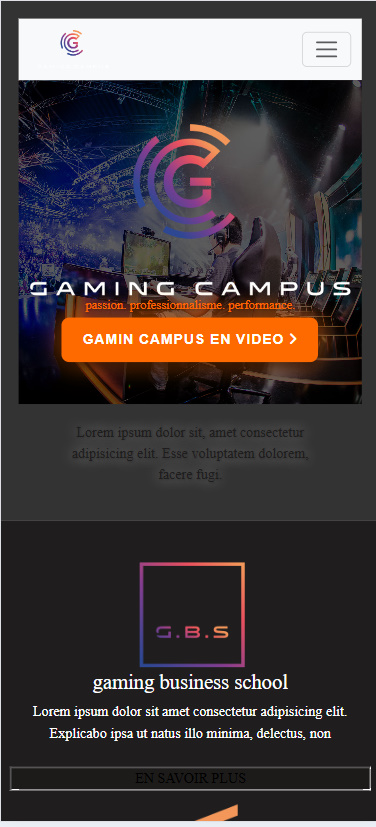 G
G
GAMING CAMPUS
passion. professionnalisme. performance.
GAMIN CAMPUS EN VIDEO
Lorem ipsum dolor sit, amet consectetur
adipisicing elit. Esse voluptatem dolorem,
facere fugi.
G.B.S
gaming business school
Lorem ipsum dolor sit amet consectetur adipisicing elit.
Explicabo ipsa ut natus illo minima, delectus, non
EN SAVOIR PLUS